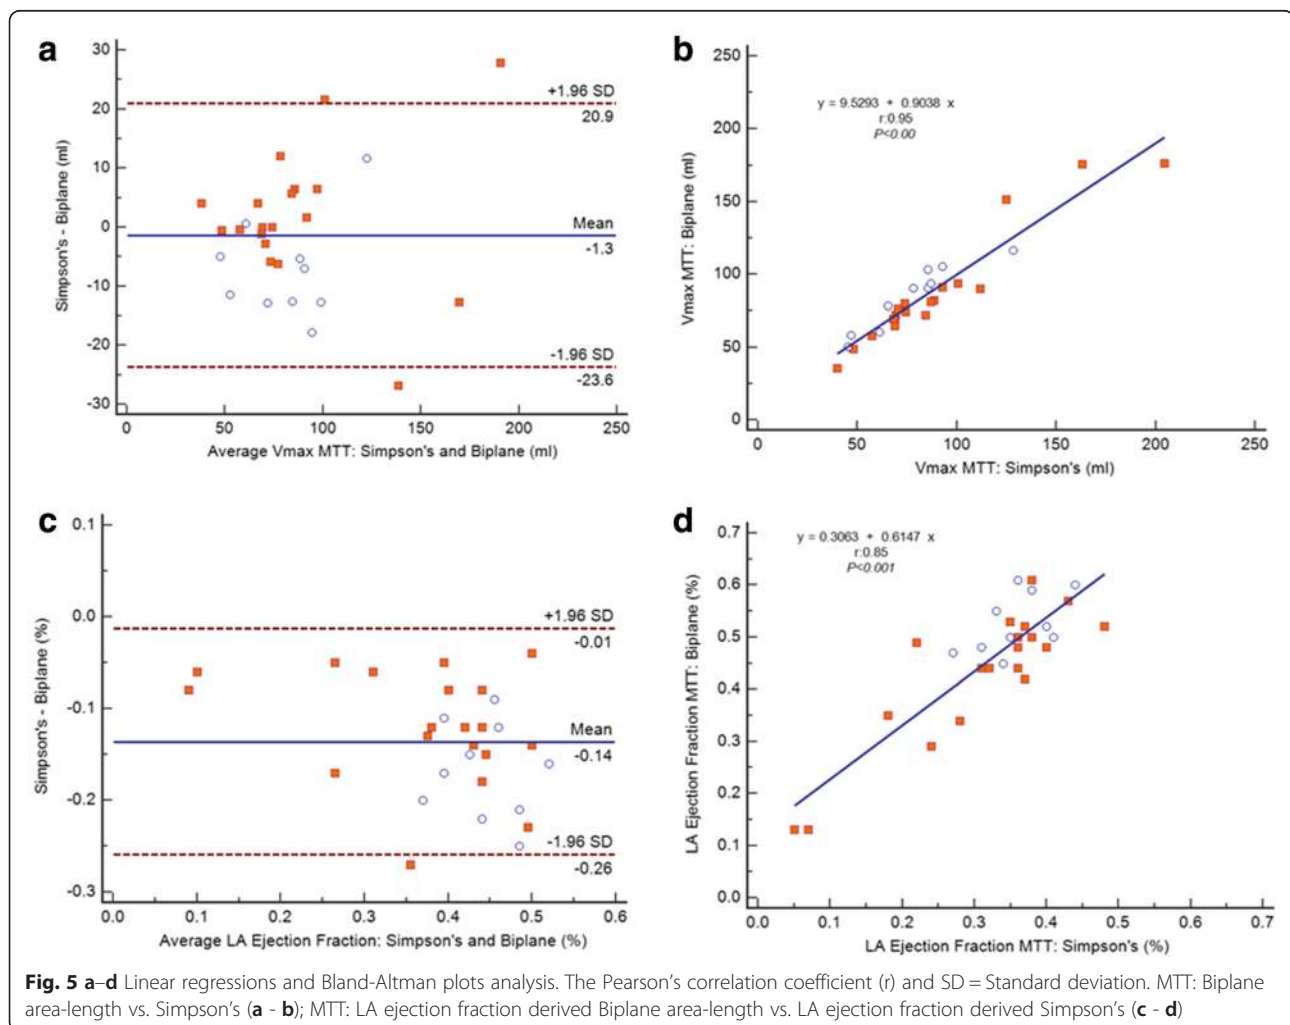 a
30
20
10
0
-10
-20
-30
Simpson's - Biplane (ml)
+1.96 SD
20.9
Mean
-1.3
-1.96 SD
-23.6
0 50 100 150 200 250
Average Vmax MTT: Simpson's and Biplane (ml)
b
250
200
150
100
50
0
Vmax MTT: Biplane (ml)
y = 9.5293 + 0.9038 x
r:0.95
P<0.00
0 50 100 150 200 250
Vmax MTT: Simpson's (ml)
c
0.1
0.0
-0.1
-0.2
-0.3
Simpson's - Biplane (%)
+1.96 SD
-0.01
Mean
-0.14
-1.96 SD
-0.26
0.0 0.1 0.2 0.3 0.4 0.5 0.6
Average LA Ejection Fraction: Simpson's and Biplane (%)
d
0.7
0.6
0.5
0.4
0.3
0.2
0.1
0.0
LA Ejection Fraction MTT: Biplane (%)
y = 0.3063 + 0.6147 x
r:0.85
P<0.001
0.0 0.1 0.2 0.3 0.4 0.5 0.6 0.7
LA Ejection Fraction MTT: Simpson's (%)
Fig. 5 a–d Linear regressions and Bland-Altman plots analysis. The Pearson's correlation coefficient (r) and SD = Standard deviation. MTT: Biplane
area-length vs. Simpson's (a - b); MTT: LA ejection fraction derived Biplane area-length vs. LA ejection fraction derived Simpson's (c - d)